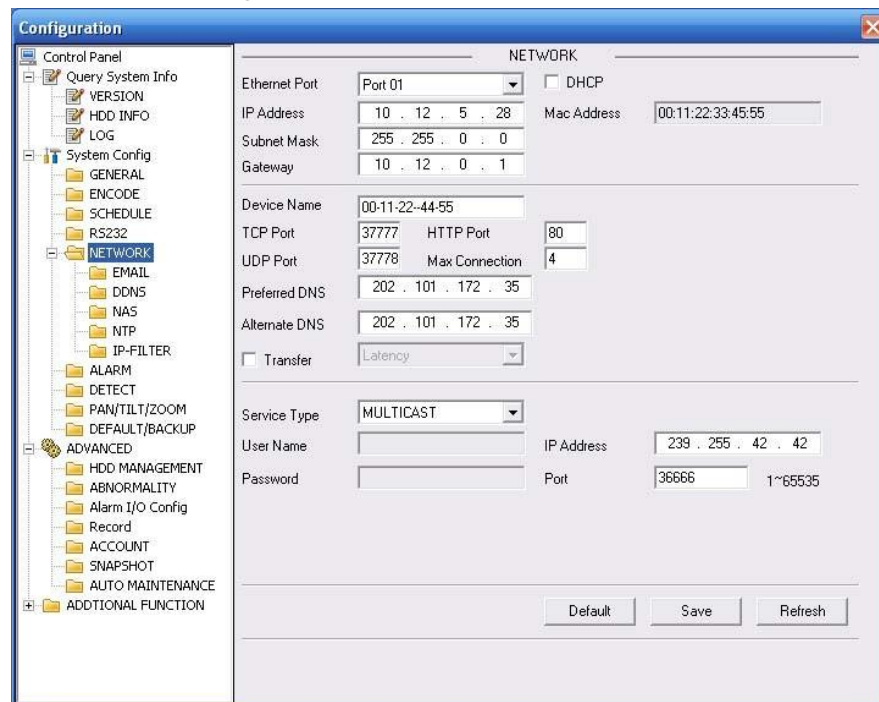 Configuration
Control Panel
Query System Info
VERSION
HDD INFO
LOG
System Config
GENERAL
ENCODE
SCHEDULE
RS232
NETWORK
EMAIL
DDNS
NAS
NTP
IP-FILTER
ALARM
DETECT
PAN/TILT/ZOOM
DEFAULT/BACKUP
ADVANCED
HDD MANAGEMENT
ABNORMALITY
Alarm I/O Config
Record
ACCOUNT
SNAPSHOT
AUTO MAINTENANCE
ADDTIONAL FUNCTION
NETWORK
Ethernet Port Port 01 DHCP
IP Address 10 . 12 . 5 . 28 Mac Address 00:11:22:33:45:55
Subnet Mask 255 . 255 . 0 . 0
Gateway 10 . 12 . 0 . 1
Device Name 00-11-22--44-55
TCP Port 37777 HTTP Port 80
UDP Port 37778 Max Connection 4
Preferred DNS 202 . 101 . 172 . 35
Alternate DNS 202 . 101 . 172 . 35
Transfer Latency
Service Type MULTICAST
User Name IP Address 239 . 255 . 42 . 42
Password Port 36666 1~65535
Default Save Refresh